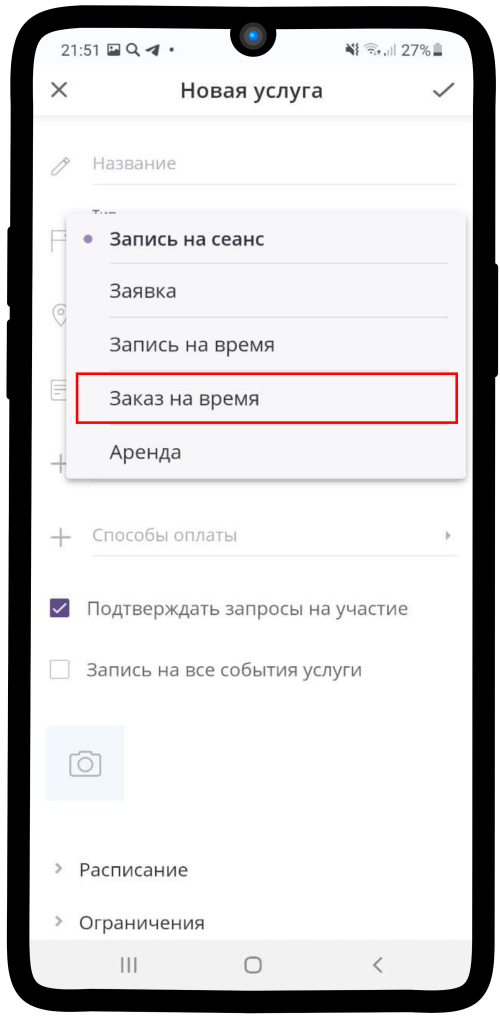 21:51 27%
Новая услуга
Название
Тип
Запись на сеанс
Заявка
Запись на время
Заказ на время
Аренда
Способы оплаты
Подтверждать запросы на участие
Запись на все события услуги
Расписание
Ограничения